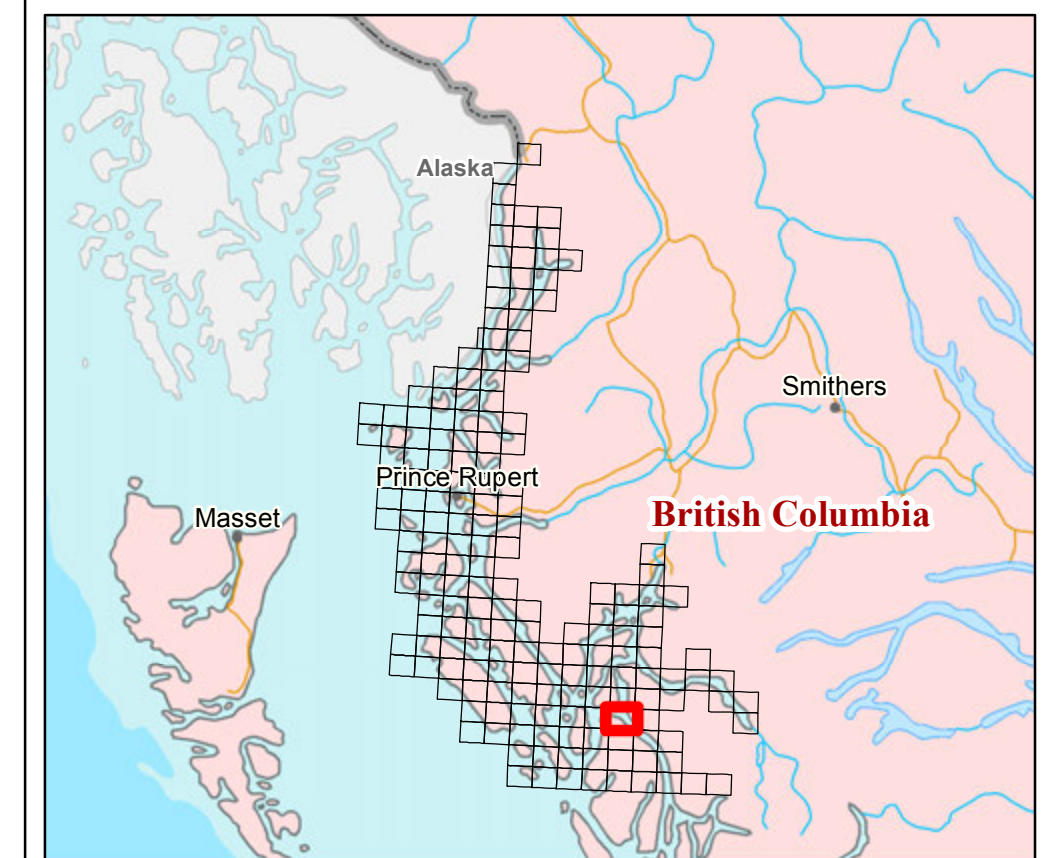 Alaska
Smithers
Prince Rupert
Masset
British Columbia